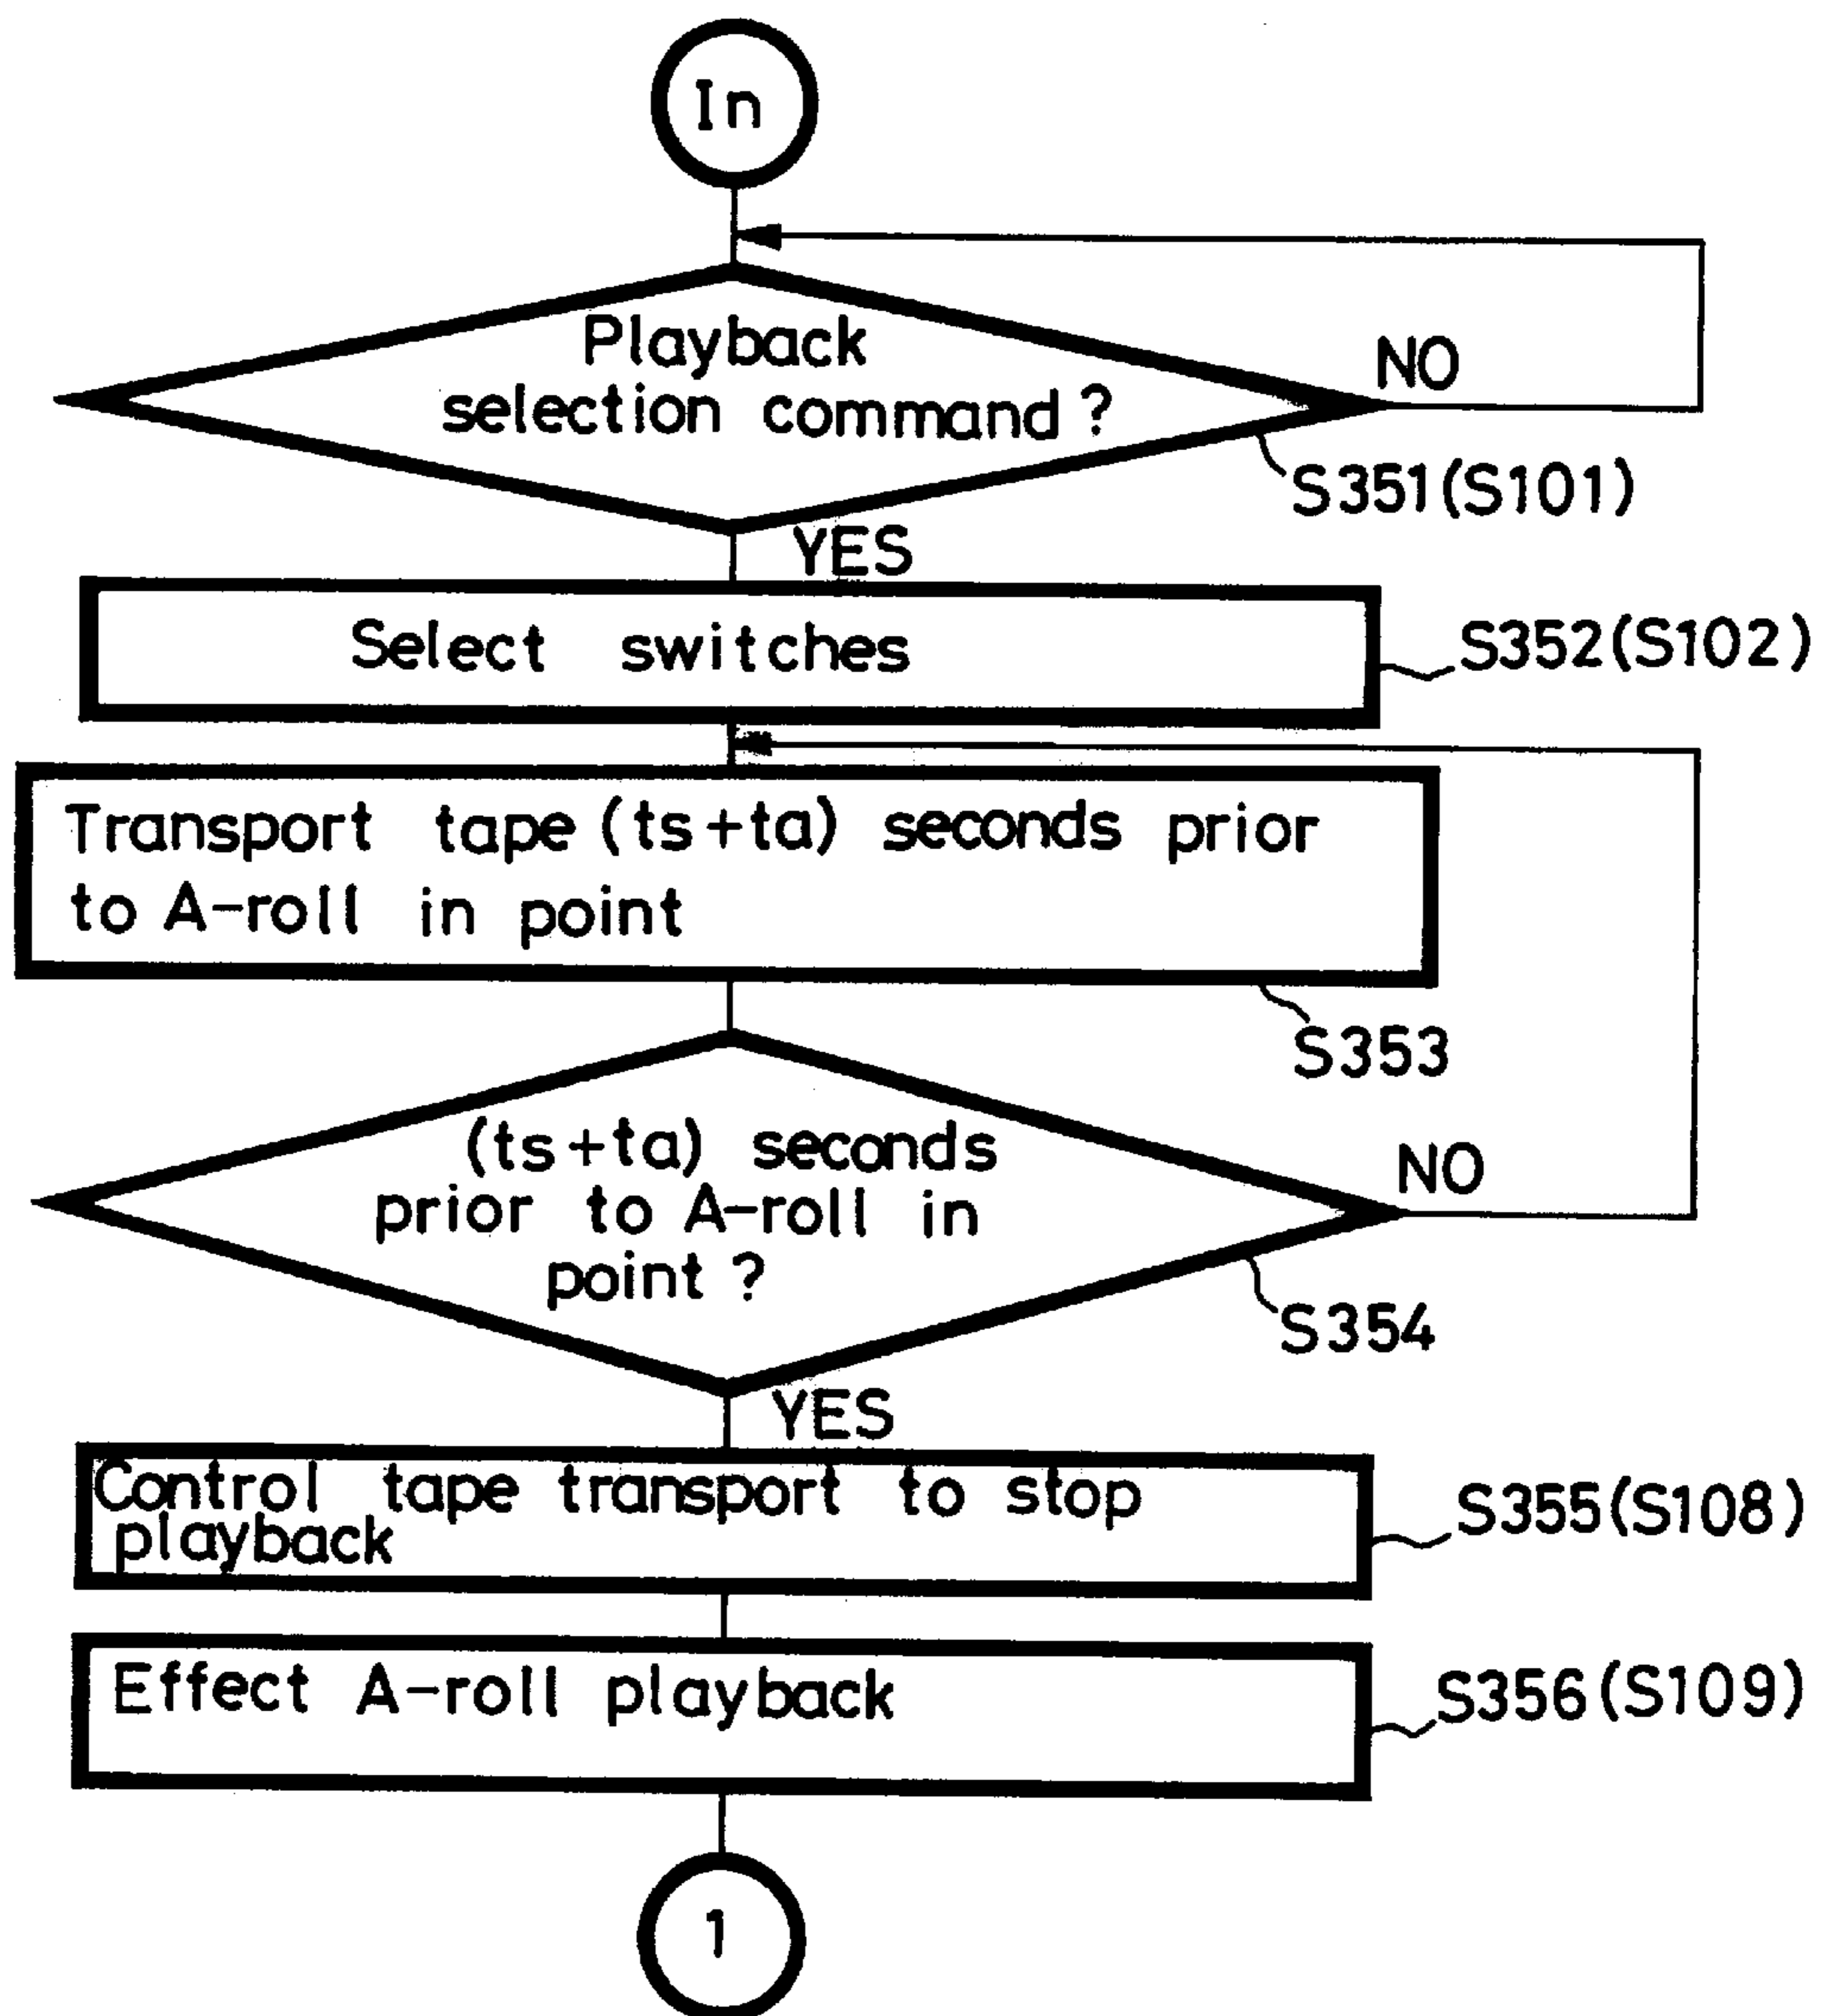 In
Playback
selection command ?
NO
S351(S101)
YES
Select switches
S352(S102)
Transport tape (ts+ta) seconds prior
to A-roll in point
S353
(ts+ta) seconds
prior to A-roll in
point ?
NO
S354
YES
Control tape transport to stop
playback
S355(S108)
Effect A-roll playback
S356(S109)
1